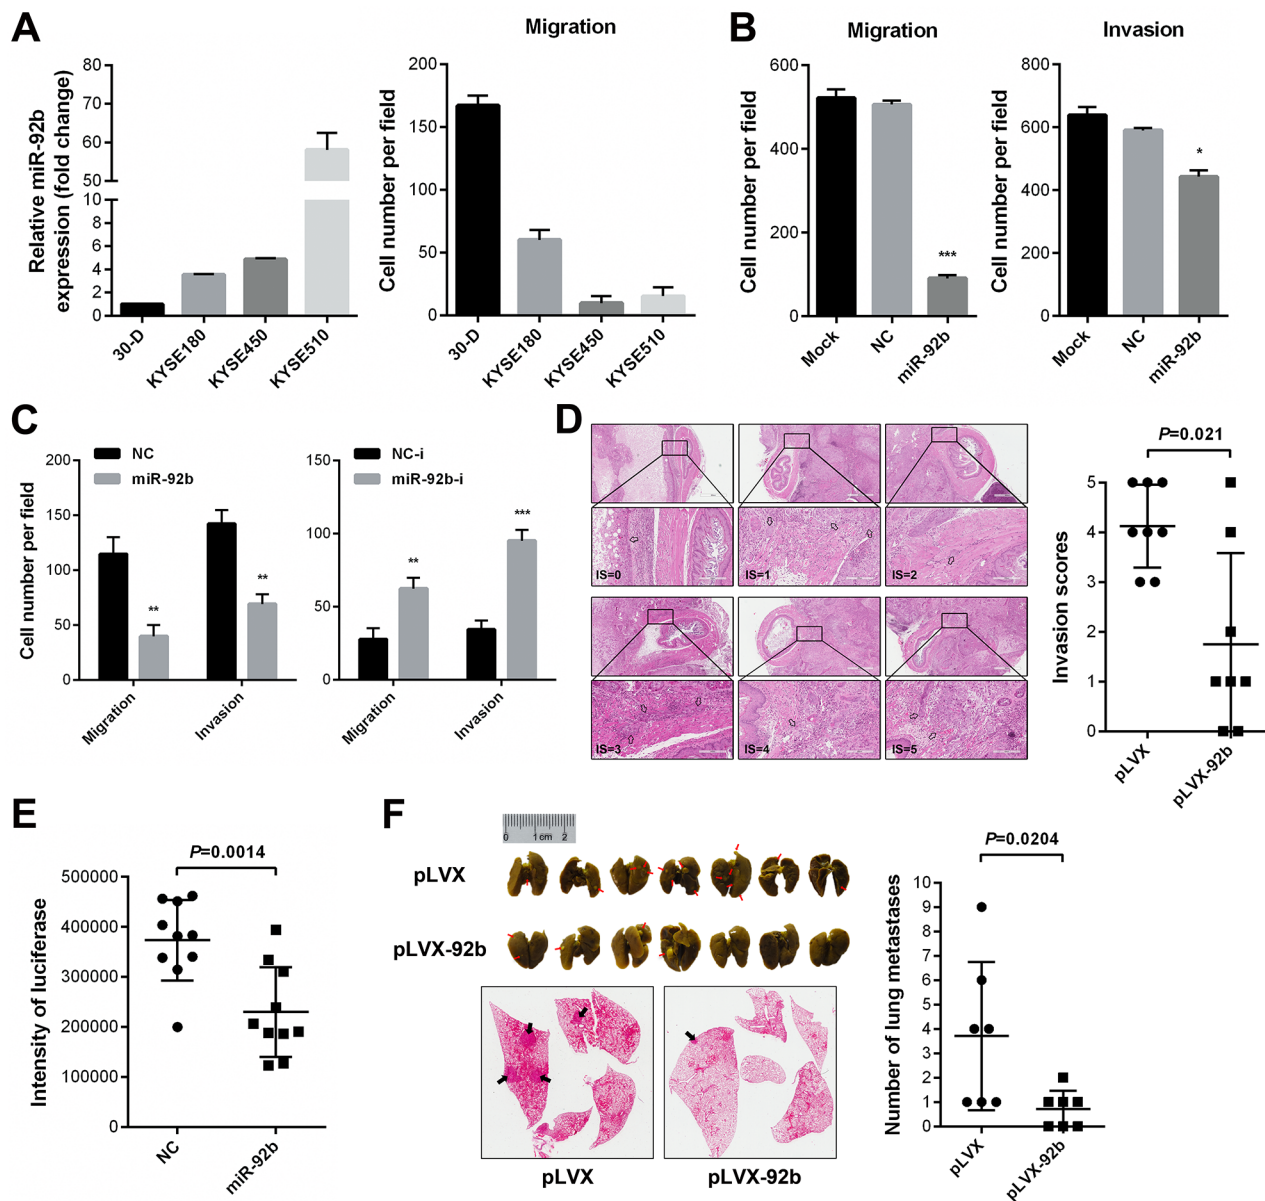 A
Relative miR-92b
expression (fold change)
80
70
60
50
10
8
6
4
2
0
30-D
KYSE180
KYSE450
KYSE510
Migration
Cell number per field
200
150
100
50
0
30-D
KYSE180
KYSE450
KYSE510
B
Migration
Cell number per field
600
400
200
0
***
Mock
NC
miR-92b
Invasion
Cell number per field
800
600
400
200
0
*
Mock
NC
miR-92b
C
Cell number per field
200
150
100
50
0
NC
miR-92b
**
**
Migration
Invasion
150
100
50
0
NC-i
miR-92b-i
**
***
Migration
Invasion
D
IS=0
IS=1
IS=2
IS=3
IS=4
IS=5
P=0.021
Invasion scores
5
4
3
2
1
0
pLVX
pLVX-92b
E
P=0.0014
Intensity of luciferase
500000
400000
300000
200000
100000
0
NC
miR-92b
F
0 1 cm 2
pLVX
pLVX-92b
pLVX
pLVX-92b
P=0.0204
Number of lung metastases
10
9
8
7
6
5
4
3
2
1
0
pLVX
pLVX-92b